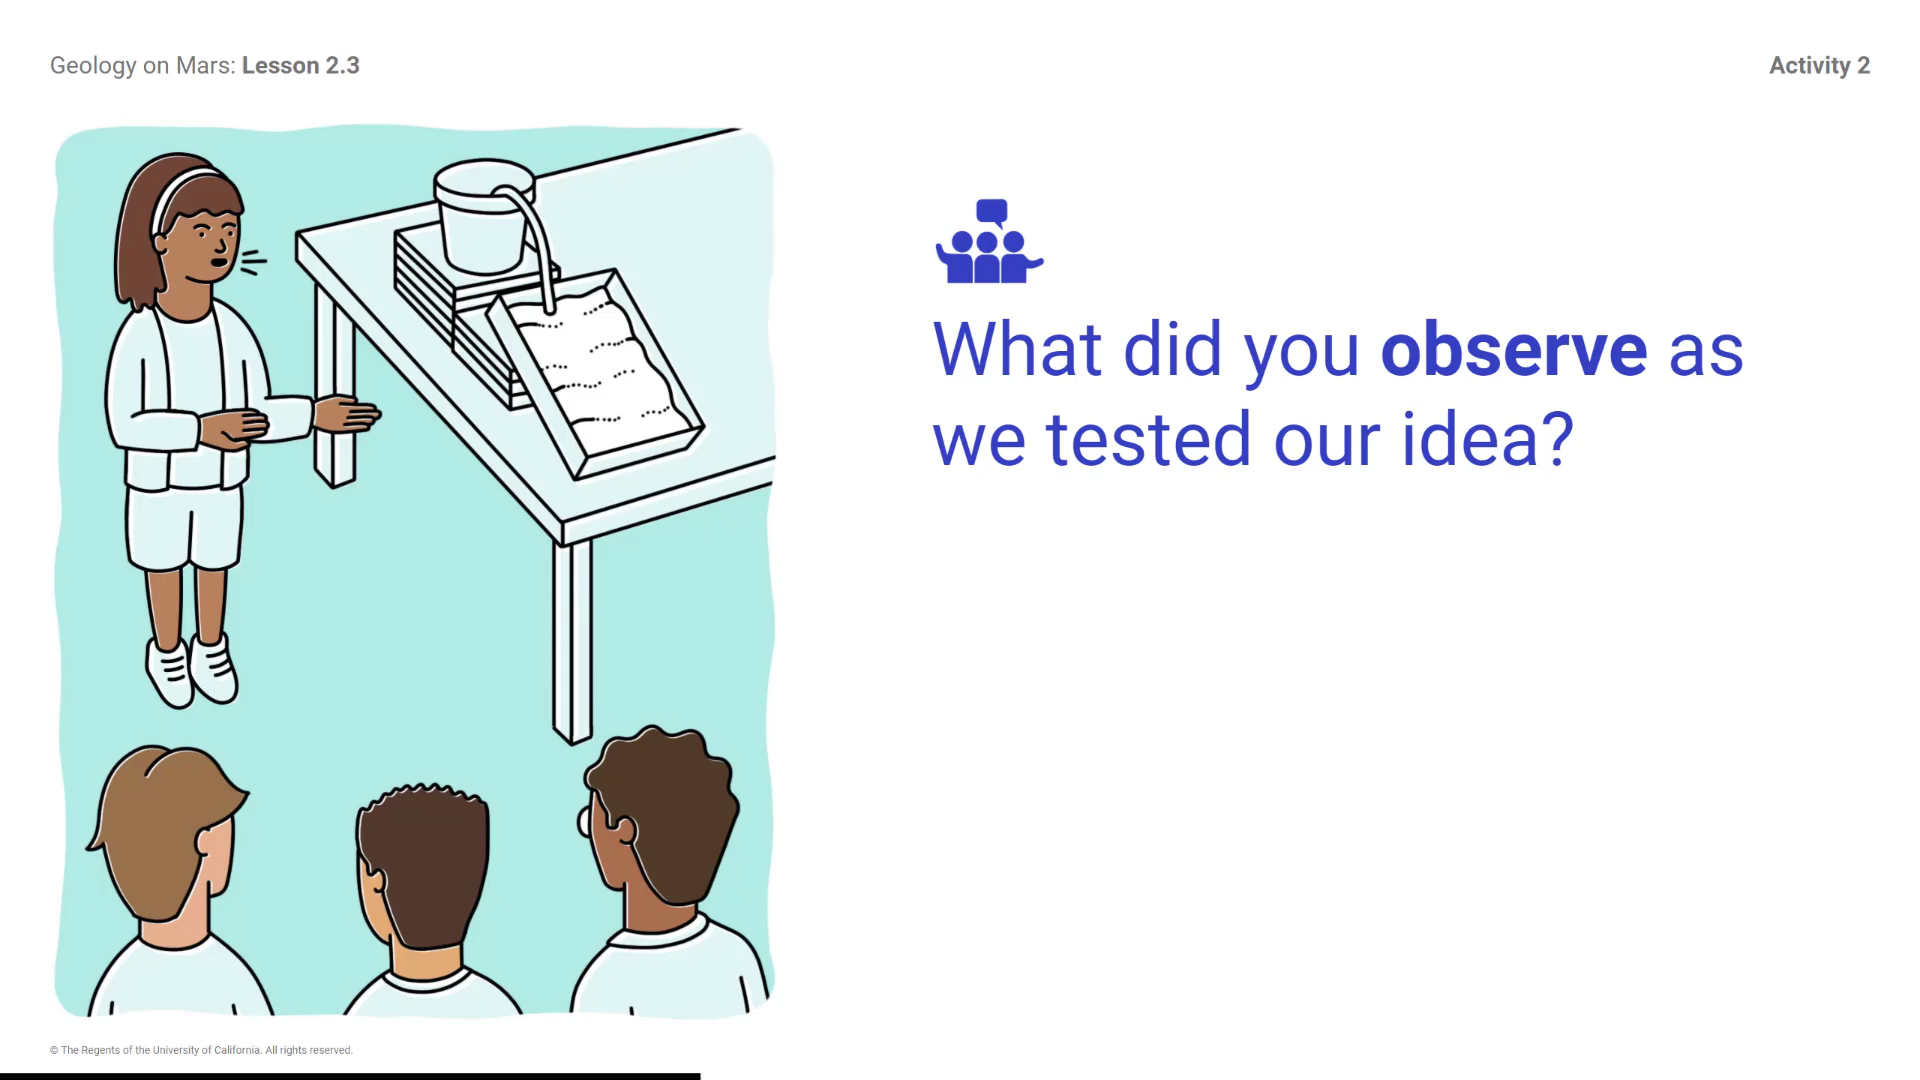 Geology on Mars: Lesson 2.3
Activity 2
What did you observe as
we tested our idea?
© The Regents of the University of California. All rights reserved.